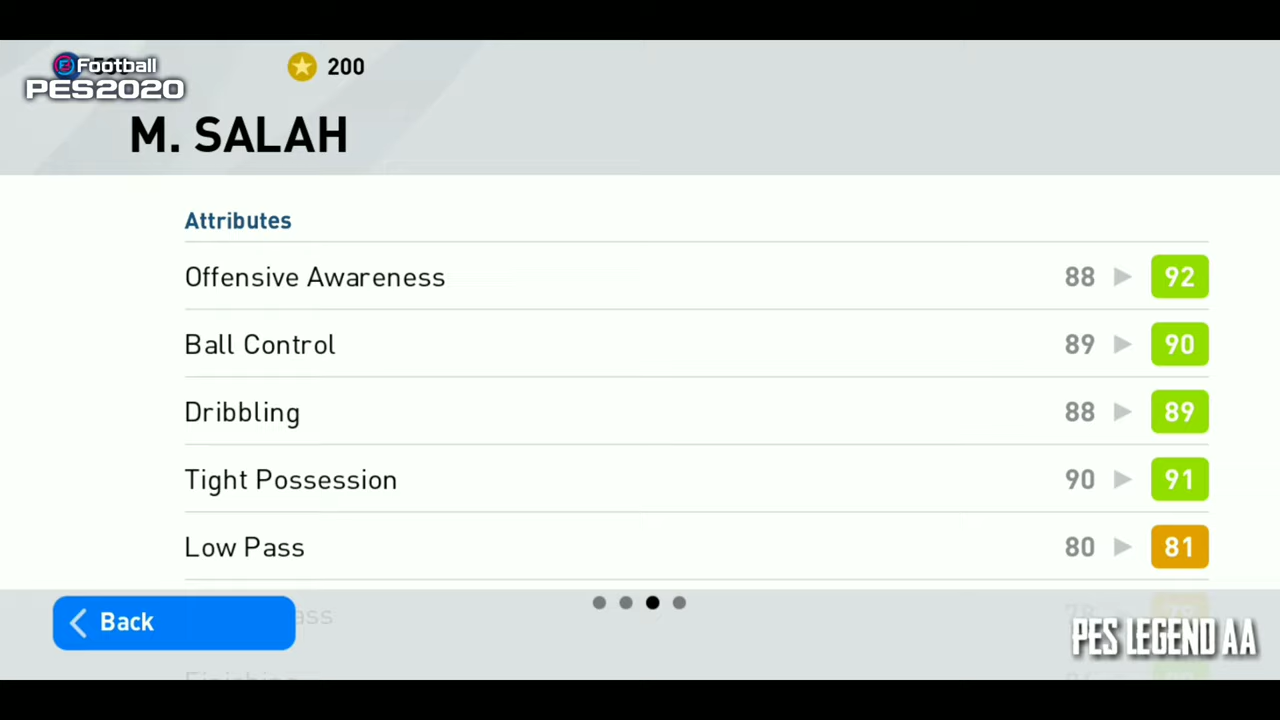 eFootball
PES2020
200
M. SALAH
Attributes
Offensive Awareness 88 92
Ball Control 89 90
Dribbling 88 89
Tight Possession 90 91
Low Pass 80 81
Back
PES LEGEND AA